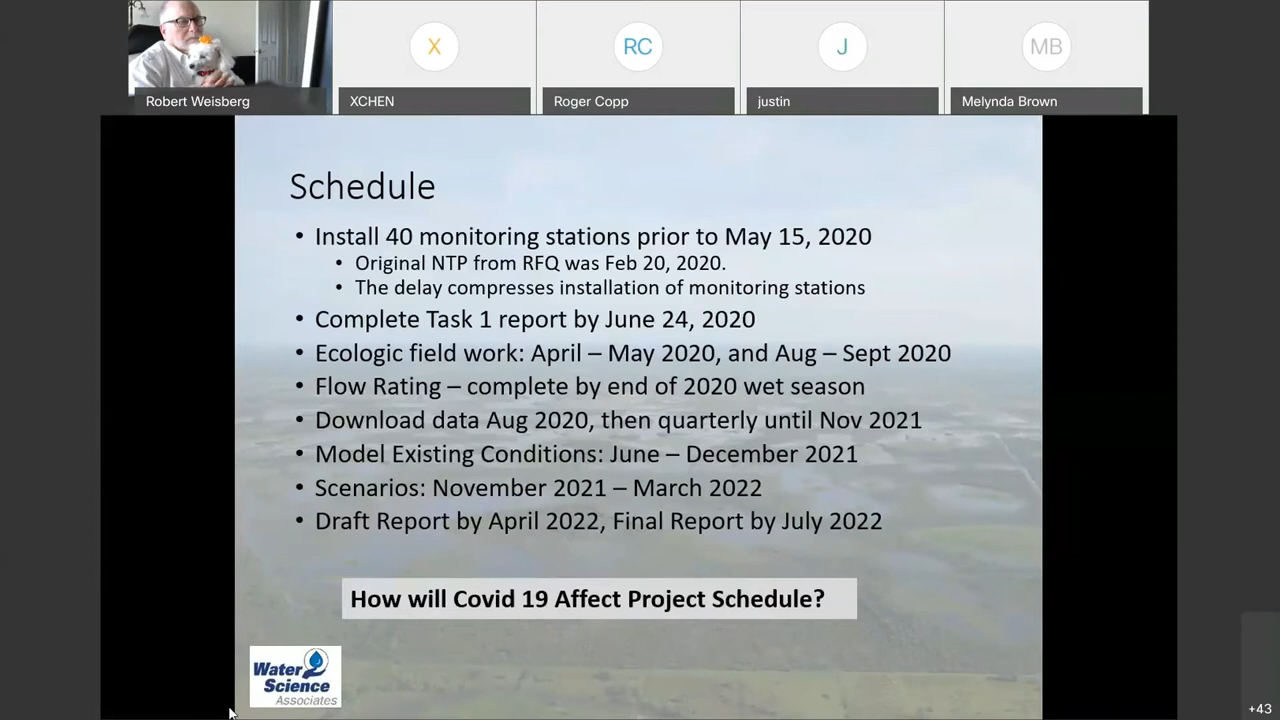 X
RC
J
MB
Robert Weisberg
XCHEN
Roger Copp
justin
Melynda Brown
Schedule
• Install 40 monitoring stations prior to May 15, 2020
• Original NTP from RFQ was Feb 20, 2020.
• The delay compresses installation of monitoring stations
• Complete Task 1 report by June 24, 2020
• Ecologic field work: April – May 2020, and Aug – Sept 2020
• Flow Rating – complete by end of 2020 wet season
• Download data Aug 2020, then quarterly until Nov 2021
• Model Existing Conditions: June – December 2021
• Scenarios: November 2021 – March 2022
• Draft Report by April 2022, Final Report by July 2022
How will Covid 19 Affect Project Schedule?
Water
Science
Associates
+43